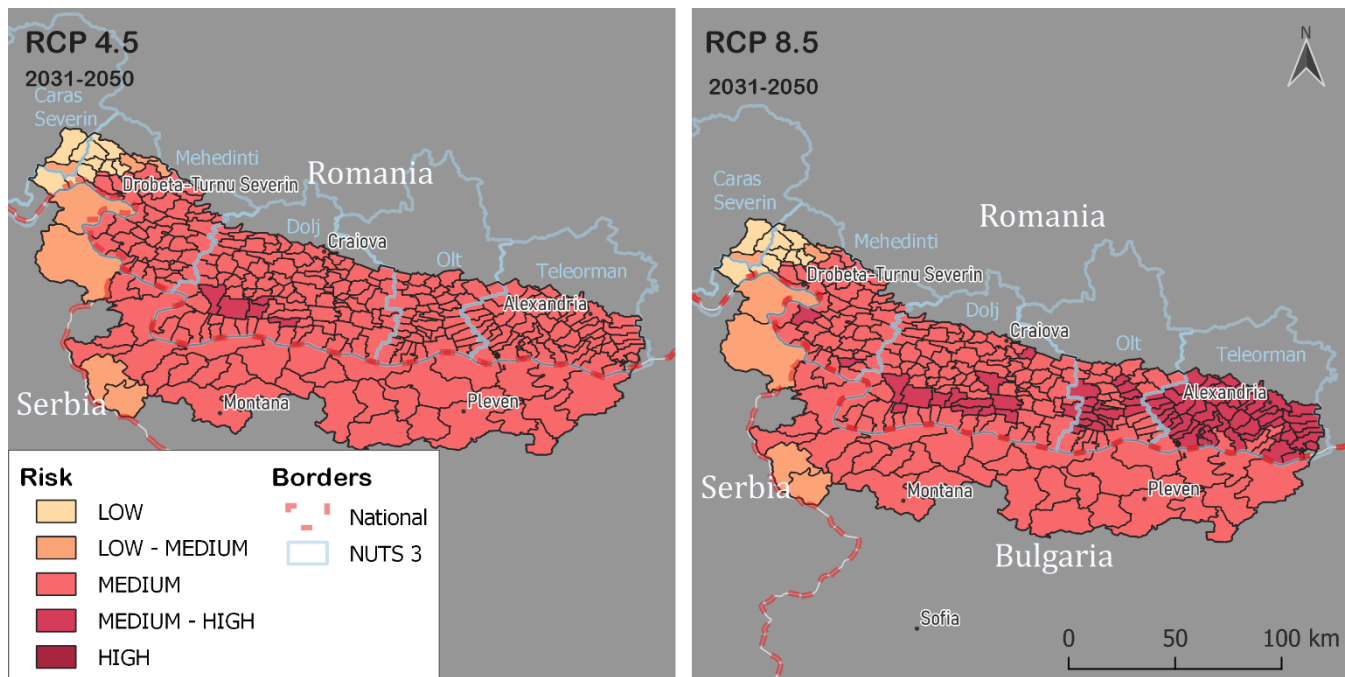 RCP 4.5
2031-2050
Caras
Severin
Mehedinti
Romania
Drobeta-Turnu Severin
Dolj
Craiova
Olt
Teleorman
Alexandria
Serbia
Montana
Pleven
Risk
LOW
LOW - MEDIUM
MEDIUM
MEDIUM - HIGH
HIGH
Borders
National
NUTS 3
RCP 8.5
2031-2050
N
Caras
Severin
Romania
Mehedinti
Drobeta-Turnu Severin
Dolj
Craiova
Olt
Teleorman
Alexandria
Serbia
Montana
Pleven
Bulgaria
Sofia
0 50 100 km